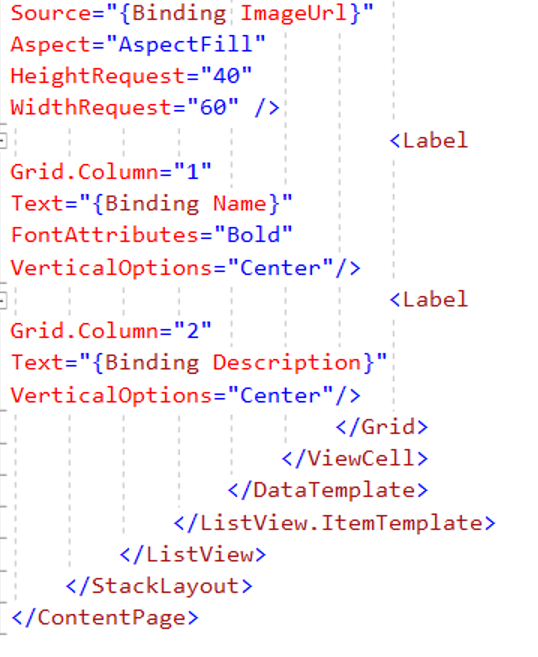 Source="{Binding ImageUrl}"
Aspect="AspectFill"
HeightRequest="40"
WidthRequest="60" />
<Label
Grid.Column="1"
Text="{Binding Name}"
FontAttributes="Bold"
VerticalOptions="Center"/>
<Label
Grid.Column="2"
Text="{Binding Description}"
VerticalOptions="Center"/>
</Grid>
</ViewCell>
</DataTemplate>
</ListView.ItemTemplate>
</ListView>
</StackLayout>
</ContentPage>